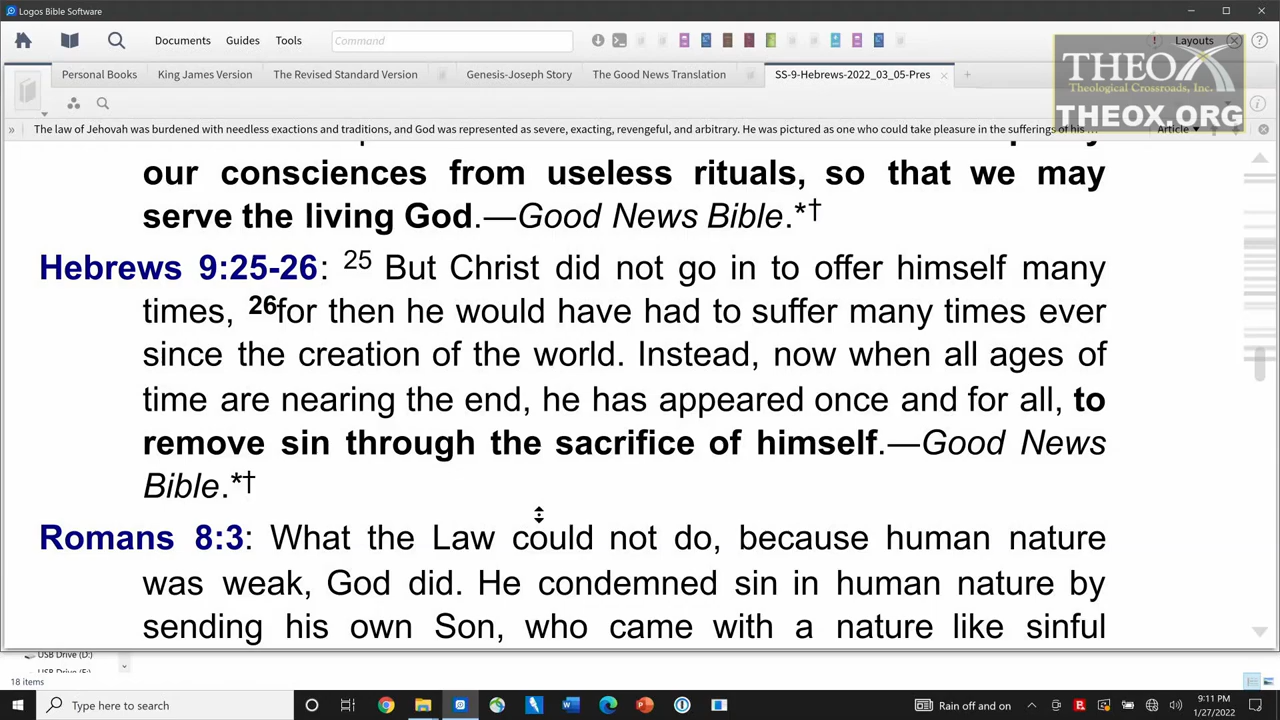 Logos Bible Software
Documents Guides Tools Command Layouts
THEOX
Theological Crossroads, Inc.
THEOX.ORG
Personal Books King James Version The Revised Standard Version Genesis-Joseph Story The Good News Translation SS-9-Hebrews-2022_03_05-Pres
The law of Jehovah was burdened with needless exactions and traditions, and God was represented as severe, exacting, revengeful, and arbitrary. He was pictured as one who could take pleasure in the sufferings of his ... Article
our consciences from useless rituals, so that we may
serve the living God.—Good News Bible.*†
Hebrews 9:25-26: 25 But Christ did not go in to offer himself many
times, 26for then he would have had to suffer many times ever
since the creation of the world. Instead, now when all ages of
time are nearing the end, he has appeared once and for all, to
remove sin through the sacrifice of himself.—Good News
Bible.*†
Romans 8:3: What the Law could not do, because human nature
was weak, God did. He condemned sin in human nature by
sending his own Son, who came with a nature like sinful
USB Drive (D:)
18 items
Type here to search
Rain off and on
9:11 PM
1/27/2022